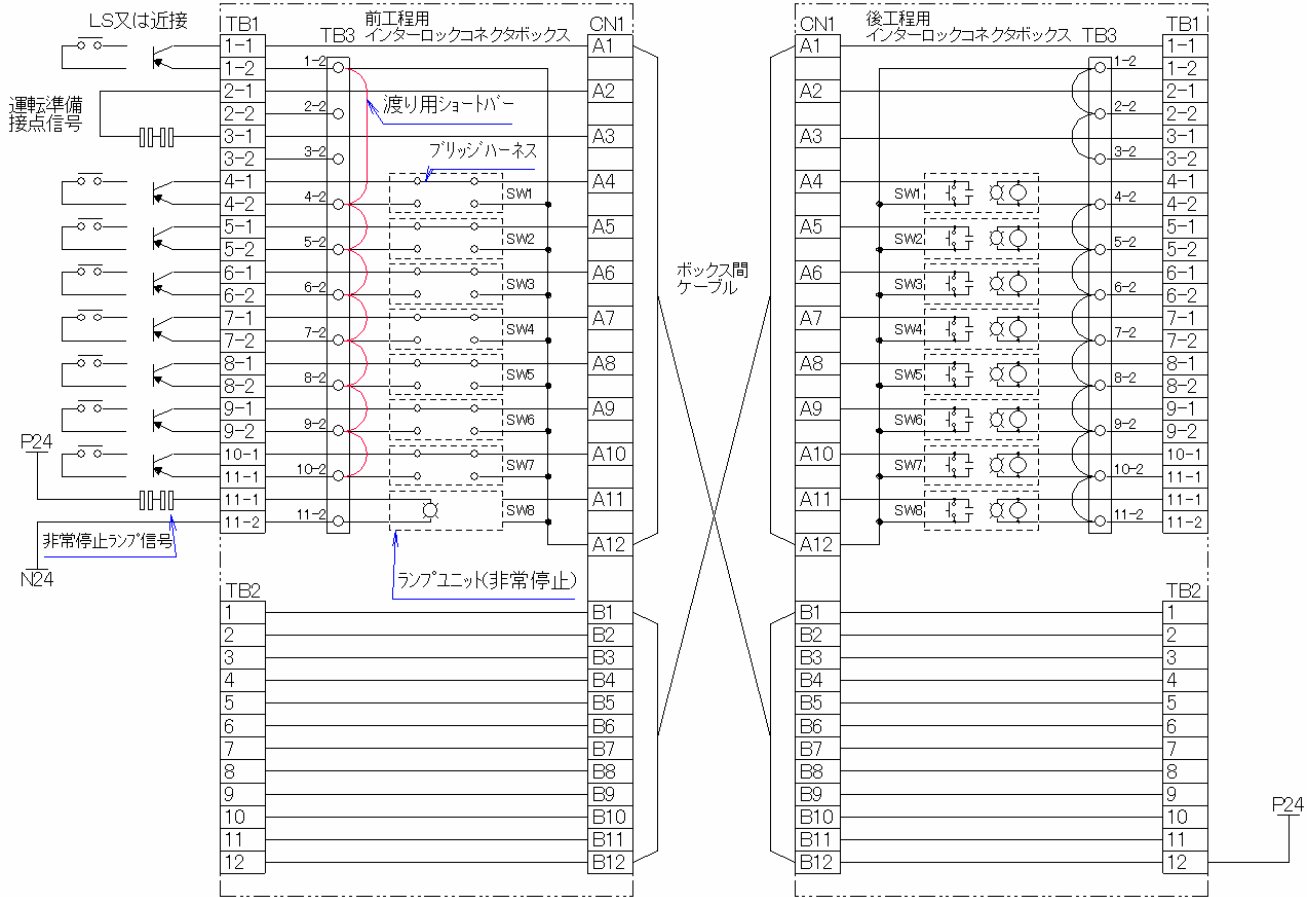 LS又は近接
TB1
TB3
前工程用
インターロックコネクタボックス
CN1
1-1
1-2
2-1
2-2
3-1
3-2
4-1
4-2
5-1
5-2
6-1
6-2
7-1
7-2
8-1
8-2
9-1
9-2
10-1
11-1
11-1
11-2
運転準備
接点信号
P24
N24
非常停止ランプ信号
1-2
2-2
3-2
4-2
5-2
6-2
7-2
8-2
9-2
10-2
11-2
渡り用ショートバー
ブリッジハーネス
SW1
SW2
SW3
SW4
SW5
SW6
SW7
SW8
ランプユニット(非常停止)
A1
A2
A3
A4
A5
A6
A7
A8
A9
A10
A11
A12
TB2
1
2
3
4
5
6
7
8
9
10
11
12
B1
B2
B3
B4
B5
B6
B7
B8
B9
B10
B11
B12
ボックス間
ケーブル
CN1
後工程用
インターロックコネクタボックス
TB3
TB1
A1
A2
A3
A4
A5
A6
A7
A8
A9
A10
A11
A12
SW1
SW2
SW3
SW4
SW5
SW6
SW7
SW8
1-2
2-2
3-2
4-2
5-2
6-2
7-2
8-2
9-2
10-2
11-2
1-1
1-2
2-1
2-2
3-1
3-2
4-1
4-2
5-1
5-2
6-1
6-2
7-1
7-2
8-1
8-2
9-1
9-2
10-1
11-1
11-1
11-2
B1
B2
B3
B4
B5
B6
B7
B8
B9
B10
B11
B12
TB2
1
2
3
4
5
6
7
8
9
10
11
12
P24